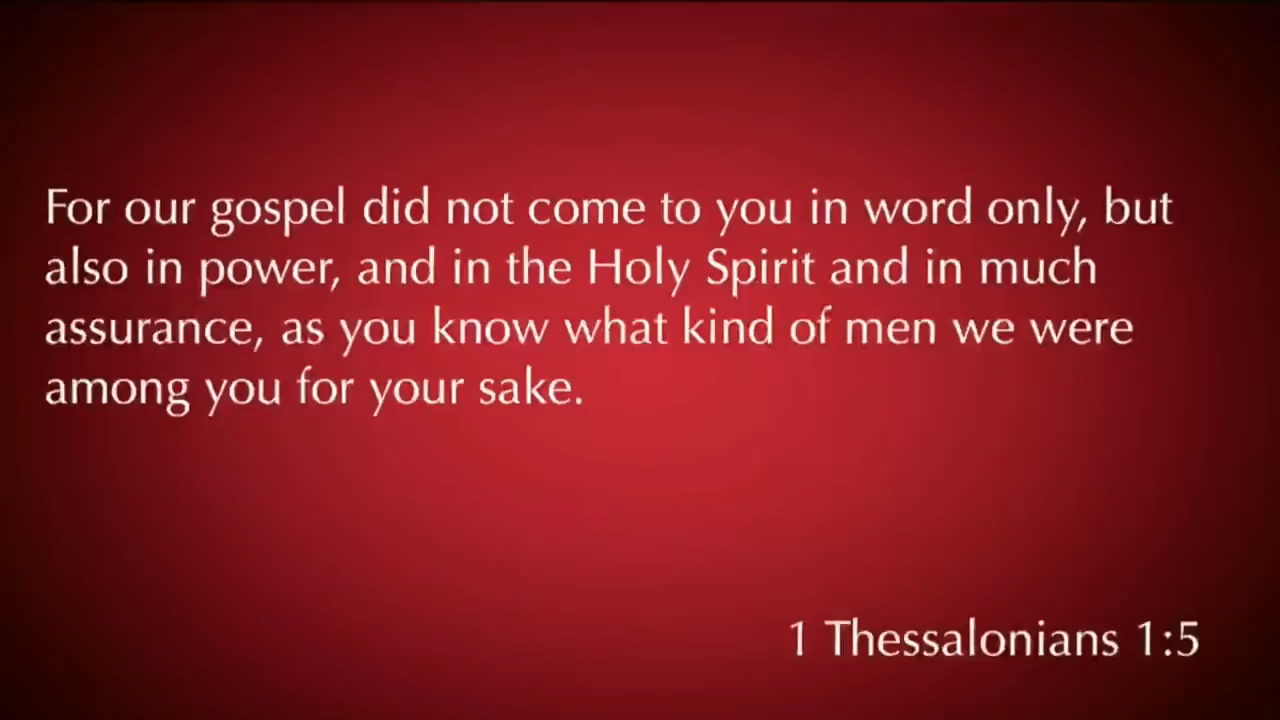 For our gospel did not come to you in word only, but
also in power, and in the Holy Spirit and in much
assurance, as you know what kind of men we were
among you for your sake.
1 Thessalonians 1:5